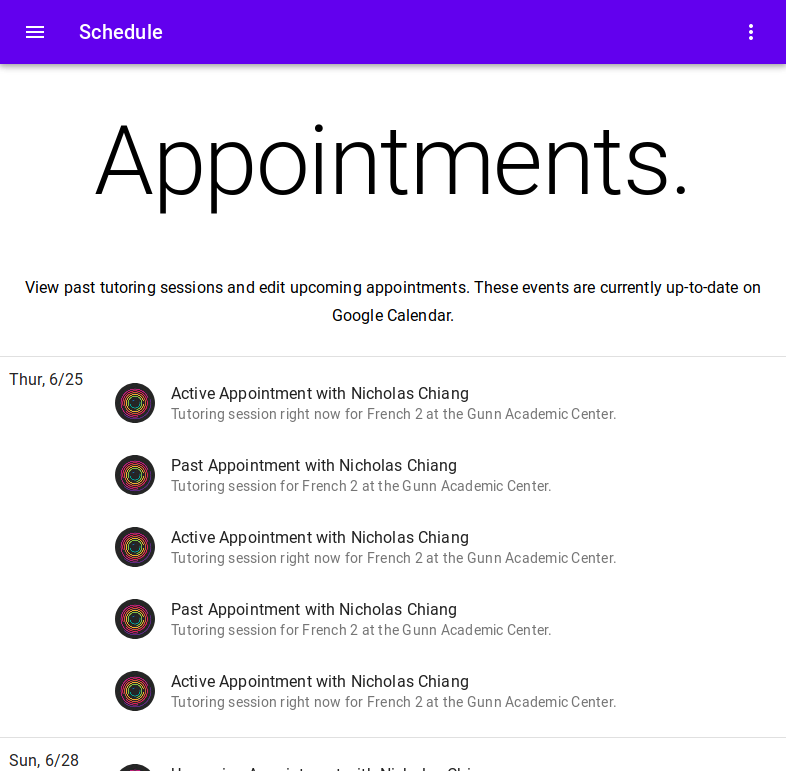 Schedule
Appointments.
View past tutoring sessions and edit upcoming appointments. These events are currently up-to-date on
Google Calendar.
Thur, 6/25
Active Appointment with Nicholas Chiang
Tutoring session right now for French 2 at the Gunn Academic Center.
Past Appointment with Nicholas Chiang
Tutoring session for French 2 at the Gunn Academic Center.
Active Appointment with Nicholas Chiang
Tutoring session right now for French 2 at the Gunn Academic Center.
Past Appointment with Nicholas Chiang
Tutoring session for French 2 at the Gunn Academic Center.
Active Appointment with Nicholas Chiang
Tutoring session right now for French 2 at the Gunn Academic Center.
Sun, 6/28
Appointment with Nicholas